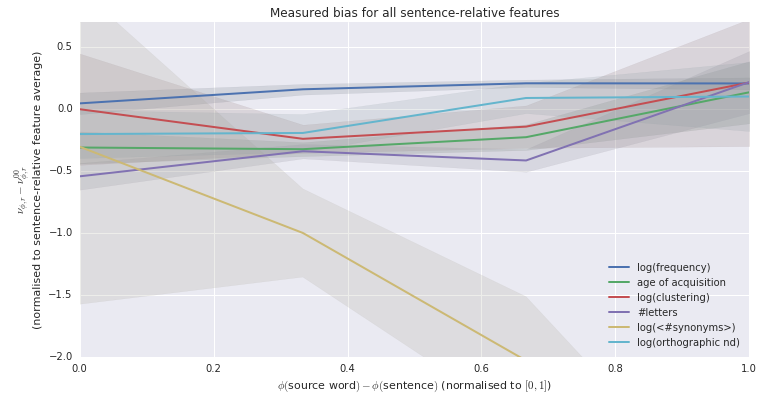 Measured bias for all sentence-relative features
0.5
0.0
−0.5
−1.0
−1.5
−2.0
νϕ,r − ν⁰⁰ϕ,r
(normalised to sentence-relative feature average)
log(frequency)
age of acquisition
log(clustering)
#letters
log(<#synonyms>)
log(orthographic nd)
0.0 0.2 0.4 0.6 0.8 1.0
ϕ(source word) − ϕ(sentence) (normalised to [0, 1])